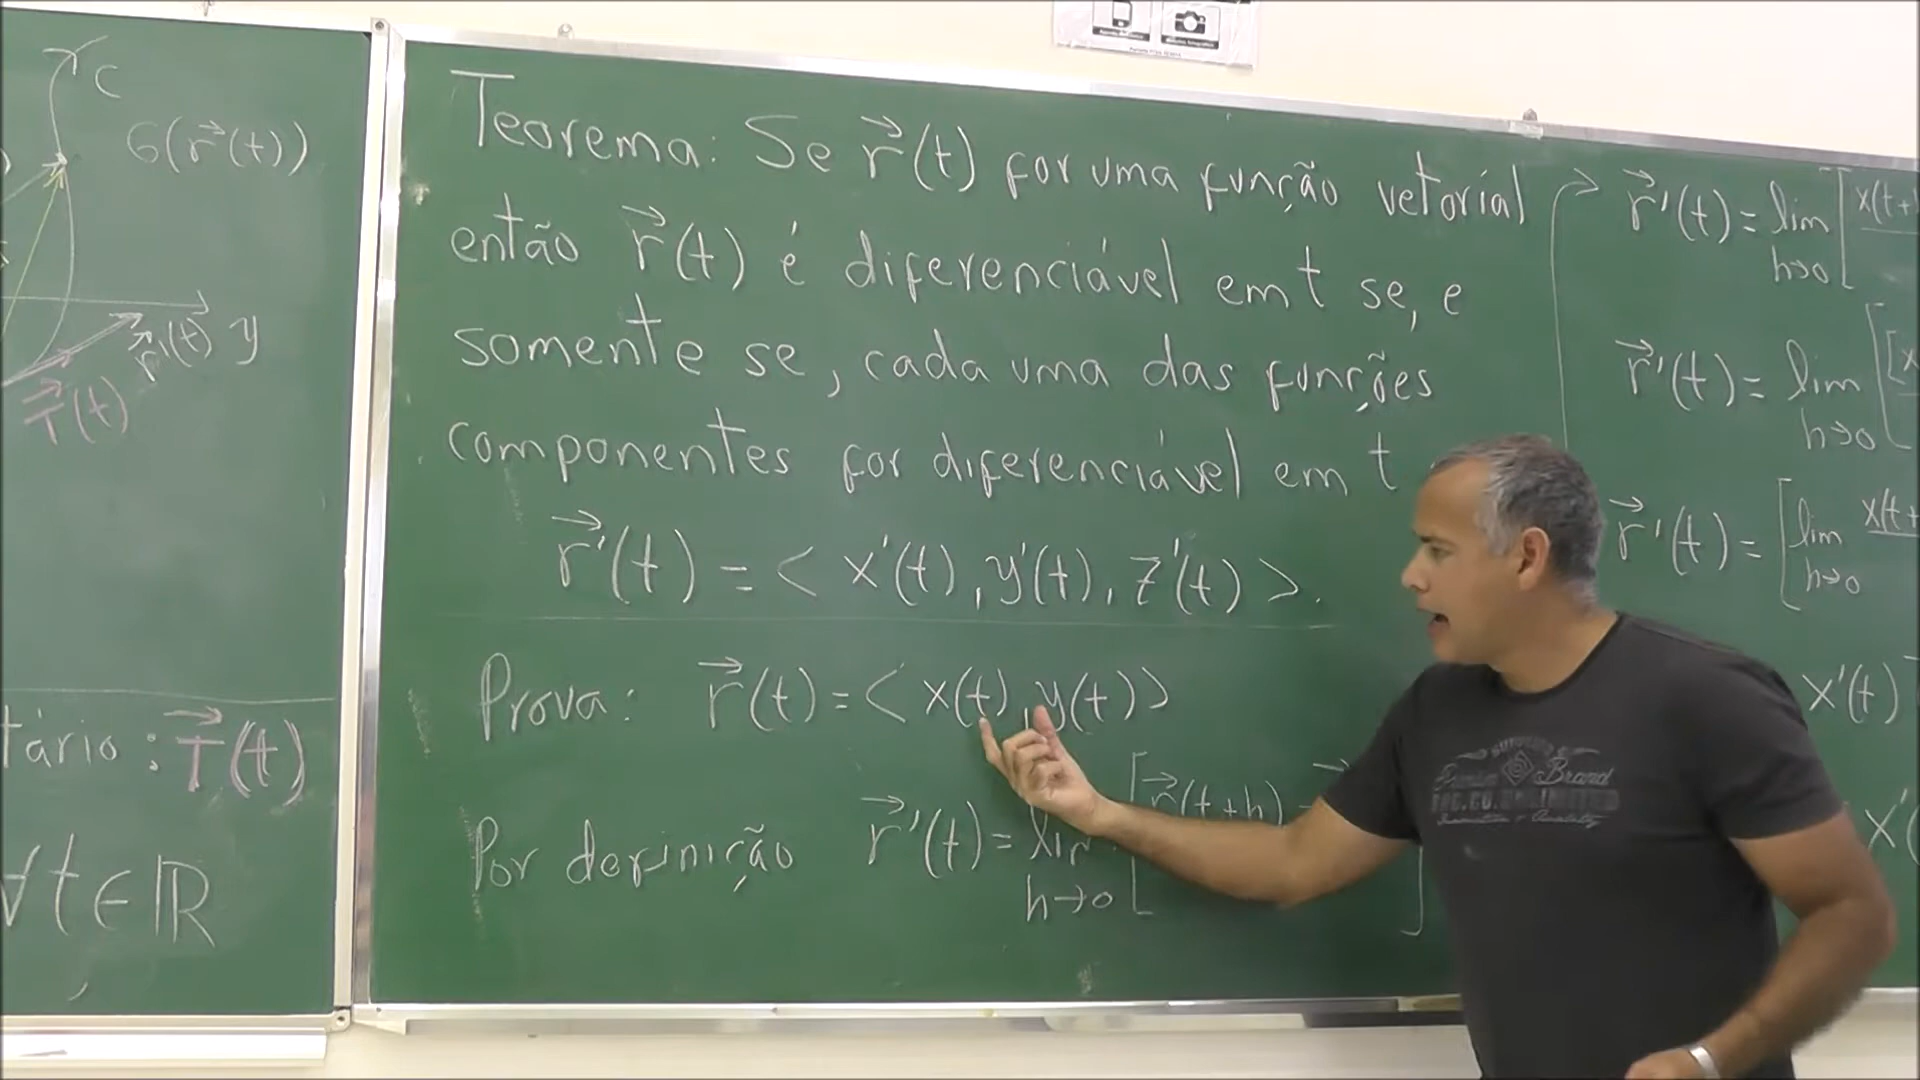 C
G(r⃗(t))
r⃗'(t) y
T⃗(t)
tário: T⃗(t)
∀t∈ℝ
Teorema: Se r⃗(t) for uma função vetorial
então r⃗(t) é diferenciável em t se, e
somente se, cada uma das funções
componentes for diferenciável em t
r⃗'(t) = < x'(t), y'(t), z'(t) >.
Prova: r⃗(t) = < x(t), y(t) >
Por definição r⃗'(t) = lim h→0 [ r⃗(t+h) -
r⃗'(t) = lim h→0 [ x(t+
r⃗'(t) = lim h→0 [ [x
r⃗'(t) = [ lim h→0 x(t+
x'(t)
x'(
Brand